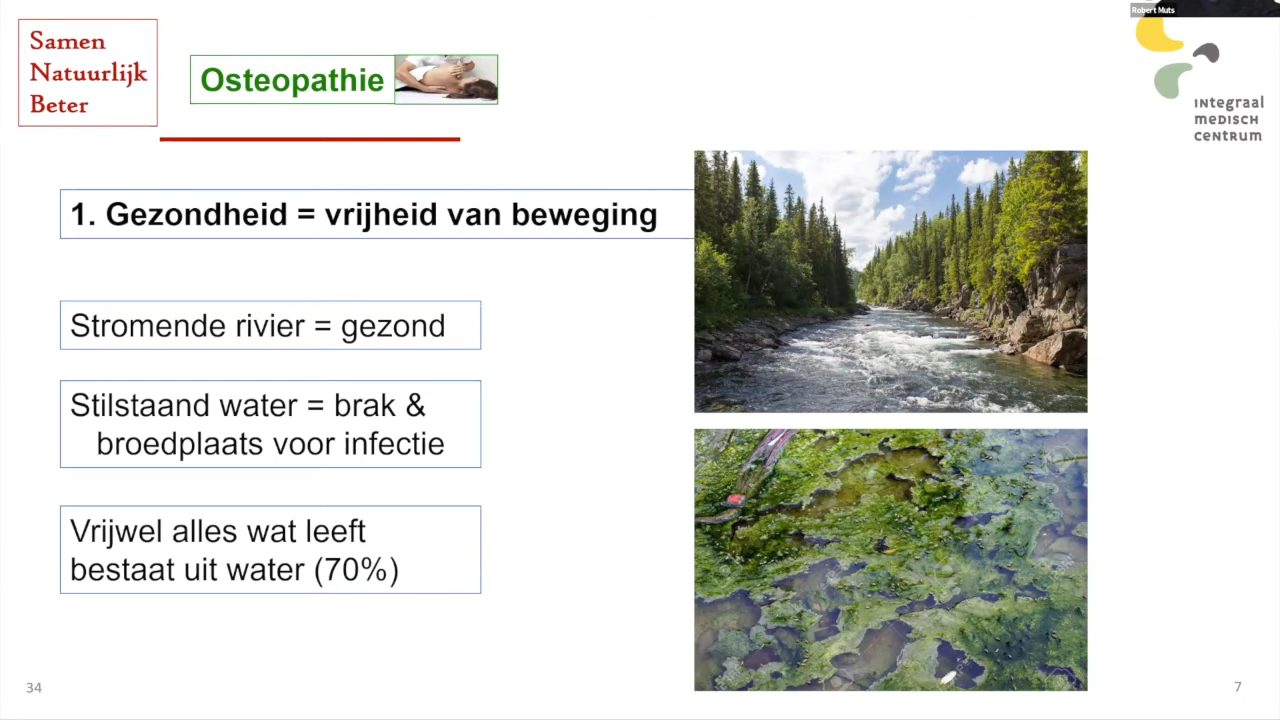 Robert Muts
Samen
Natuurlijk
Beter
Osteopathie
integraal
medisch
centrum
1. Gezondheid = vrijheid van beweging
Stromende rivier = gezond
Stilstaand water = brak &
broedplaats voor infectie
Vrijwel alles wat leeft
bestaat uit water (70%)
34
7